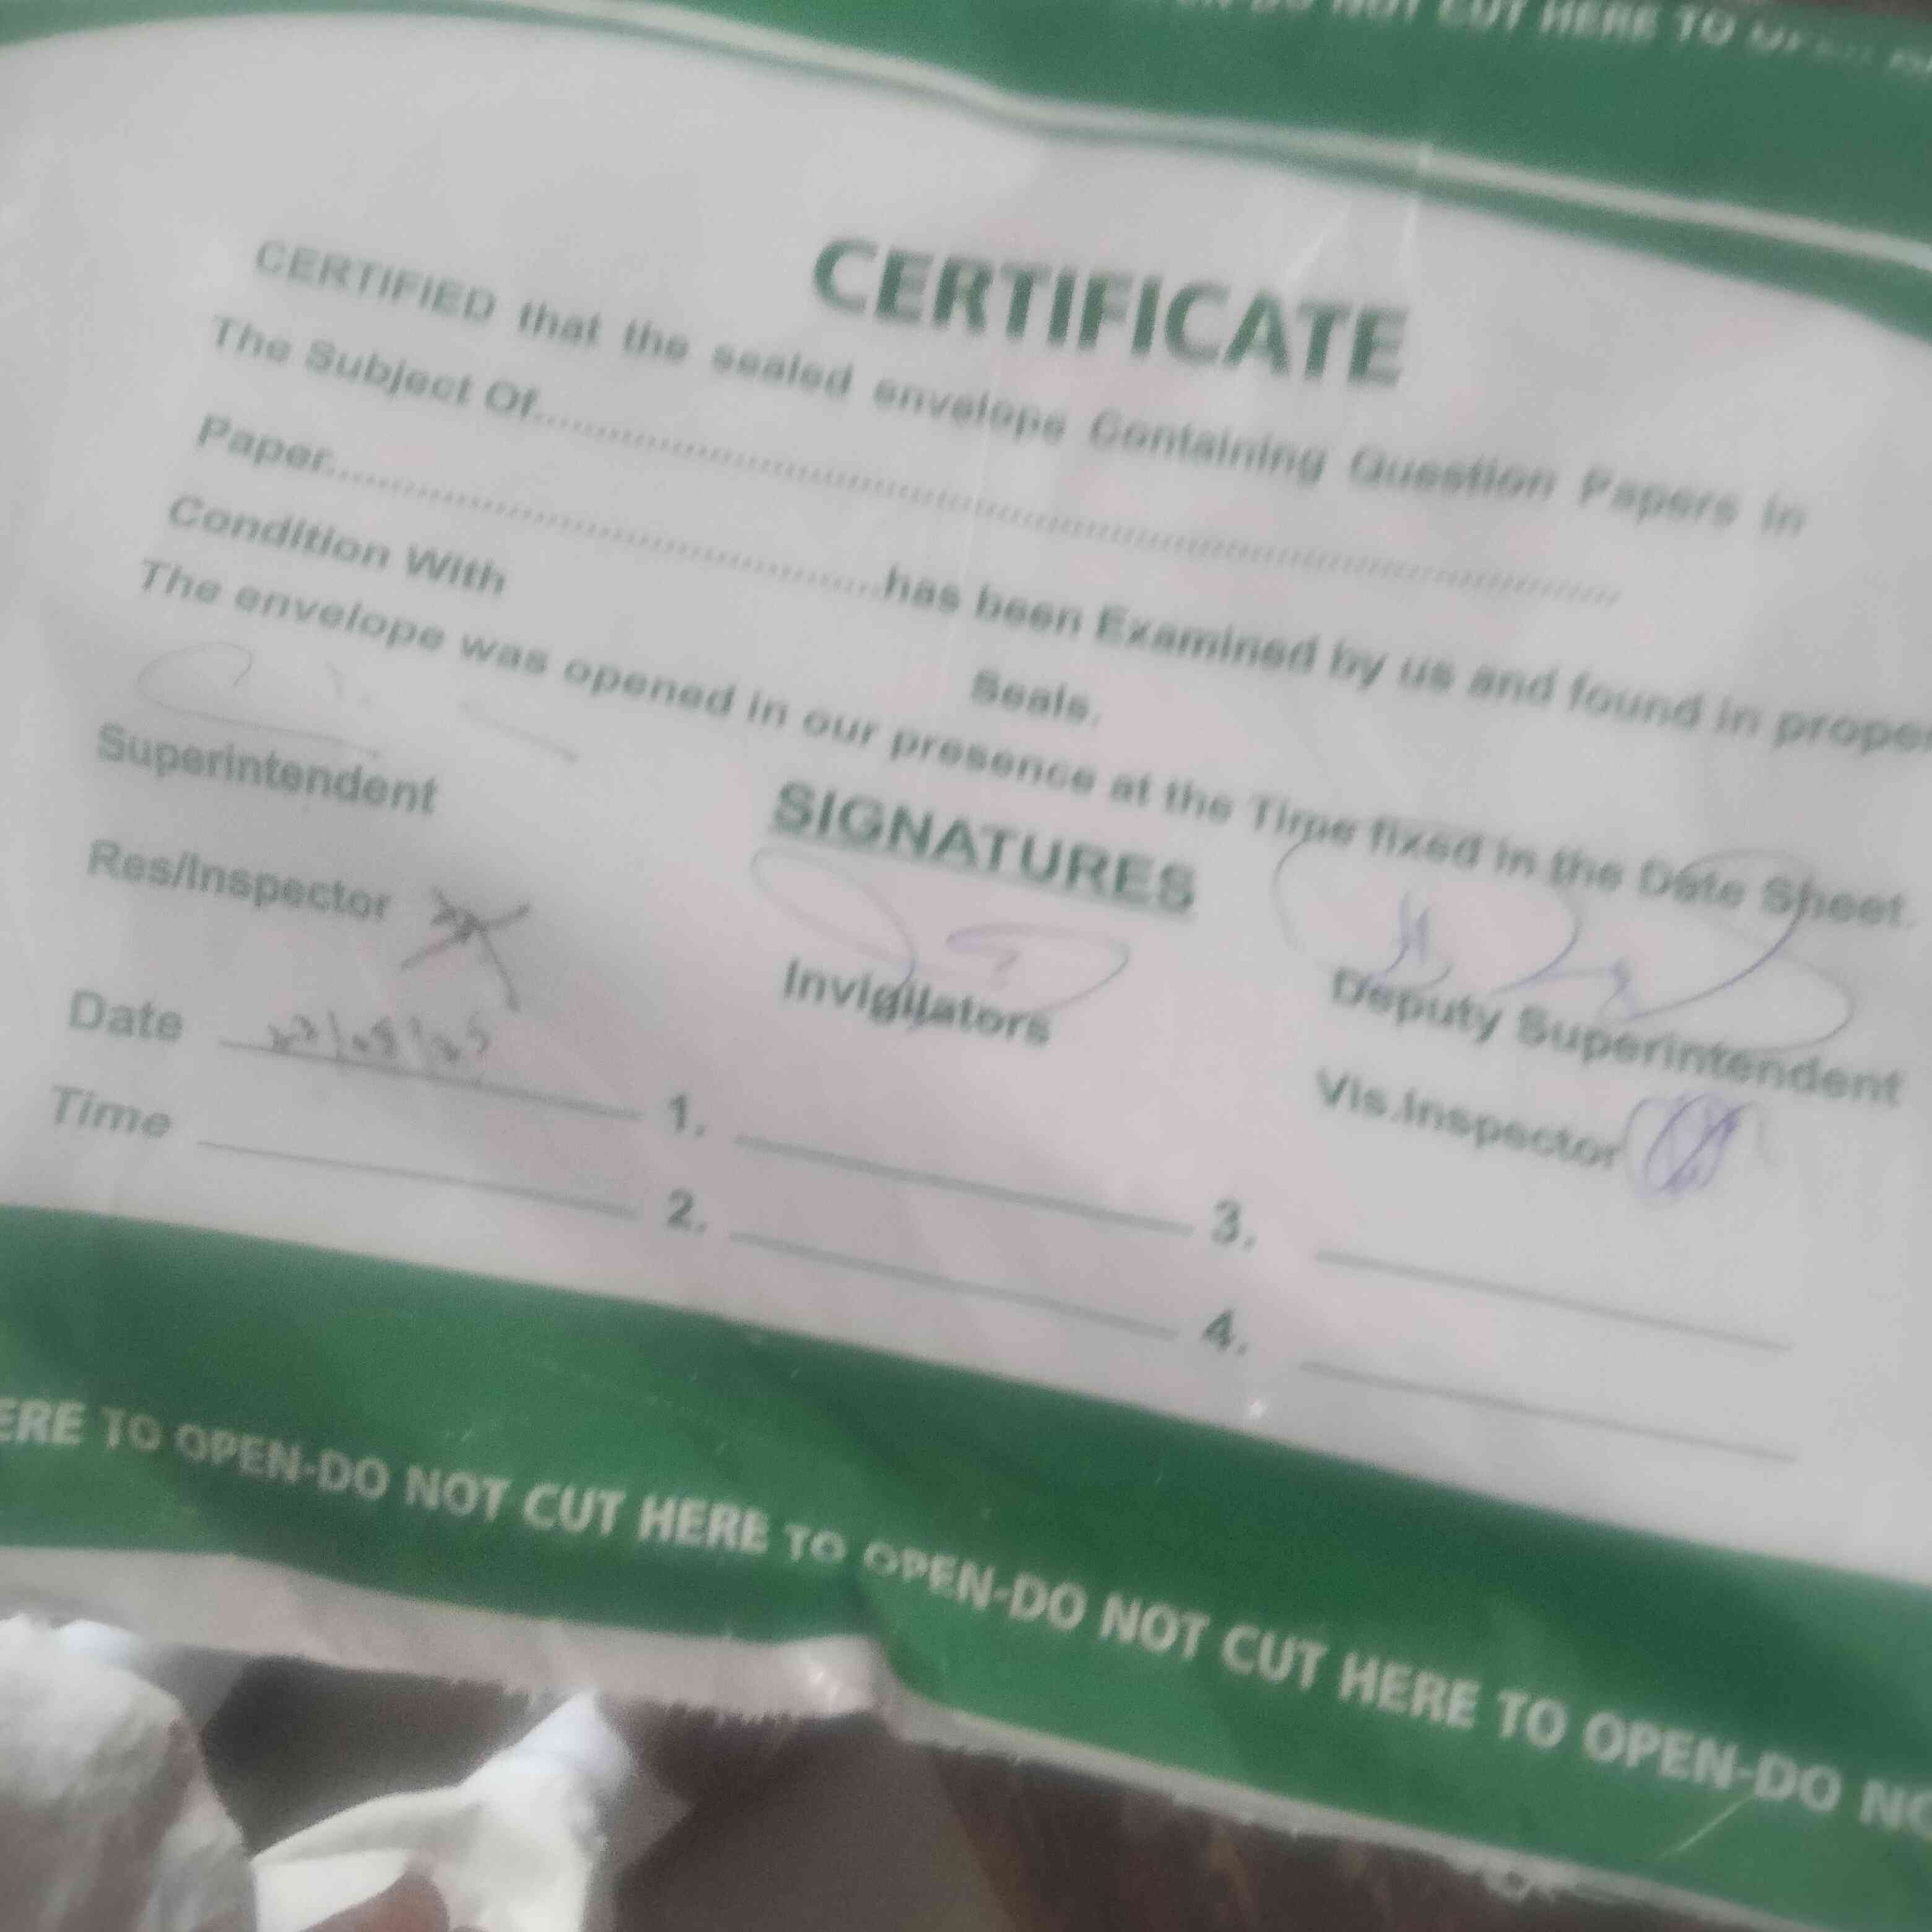 NOT CUT HERE TO
CERTIFICATE
CERTIFIED that the sealed envelope Containing Question Papers in
The Subject Of................................................................
Paper........................................has been Examined by us and found in proper
Condition With Seals.
The envelope was opened in our presence at the Time fixed in the Date Sheet.
SIGNATURES
Superintendent Invigilators Deputy Superintendent
Res/Inspector Vis.Inspector
Date 1. 3.
Time 2. 4.
ERE TO OPEN-DO NOT CUT HERE TO OPEN-DO NOT CUT HERE TO OPEN-DO NO